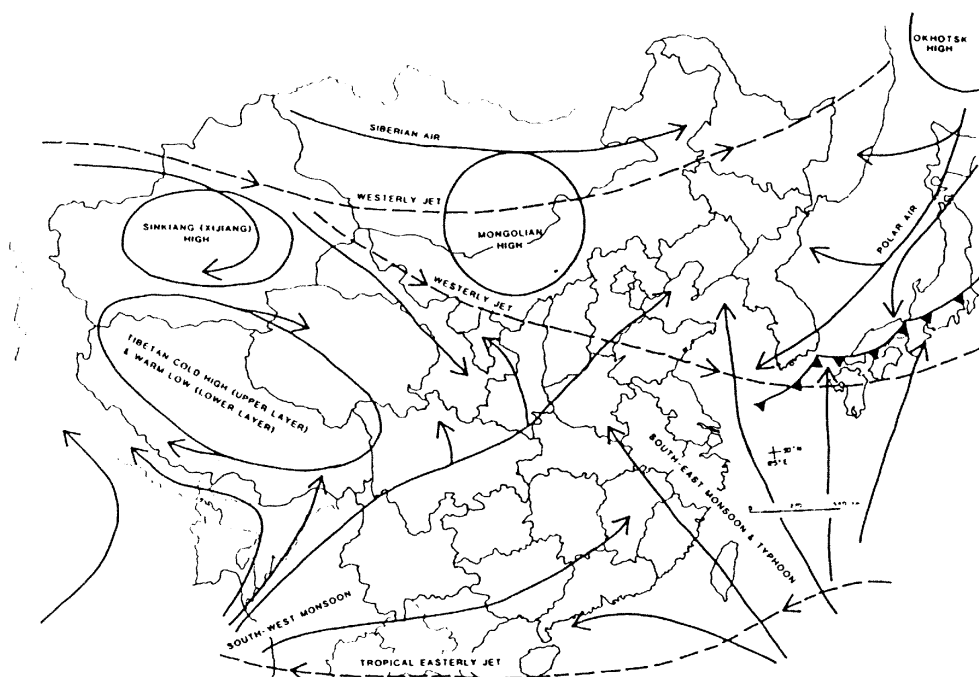 OKHOTSK
HIGH
SIBERIAN AIR
WESTERLY JET
SINKIANG (XIJIANG)
HIGH
MONGOLIAN
HIGH
POLAR AIR
WESTERLY JET
TIBETAN COLD HIGH (UPPER LAYER)
& WARM LOW (LOWER
LAYER)
SOUTH-EAST MONSOON & TYPHOON
SOUTH-WEST MONSOON
TROPICAL EASTERLY JET